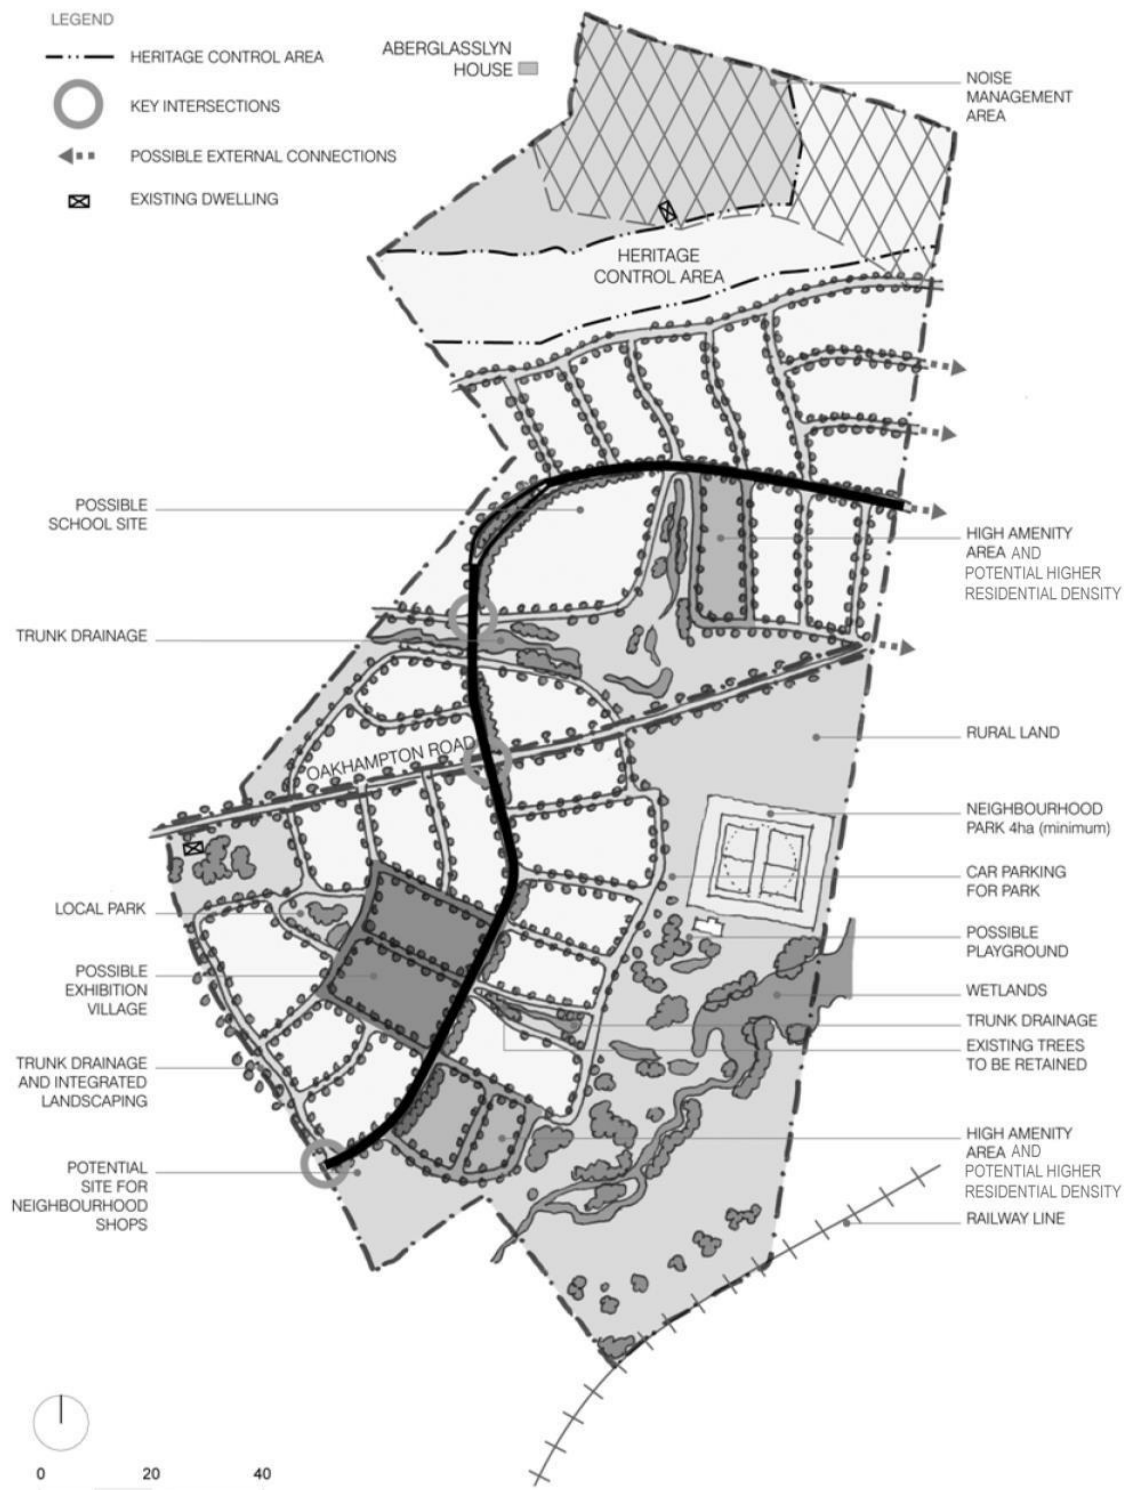 LEGEND
HERITAGE CONTROL AREA
KEY INTERSECTIONS
POSSIBLE EXTERNAL CONNECTIONS
EXISTING DWELLING
ABERGLASSLYN
HOUSE
NOISE
MANAGEMENT
AREA
HERITAGE
CONTROL AREA
POSSIBLE
SCHOOL SITE
HIGH AMENITY
AREA AND
POTENTIAL HIGHER
RESIDENTIAL DENSITY
TRUNK DRAINAGE
RURAL LAND
OAKHAMPTON ROAD
NEIGHBOURHOOD
PARK 4ha (minimum)
CAR PARKING
FOR PARK
LOCAL PARK
POSSIBLE
PLAYGROUND
POSSIBLE
EXHIBITION
VILLAGE
WETLANDS
TRUNK DRAINAGE
EXISTING TREES
TO BE RETAINED
TRUNK DRAINAGE
AND INTEGRATED
LANDSCAPING
HIGH AMENITY
AREA AND
POTENTIAL HIGHER
RESIDENTIAL DENSITY
POTENTIAL
SITE FOR
NEIGHBOURHOOD
SHOPS
RAILWAY LINE
0 20 40